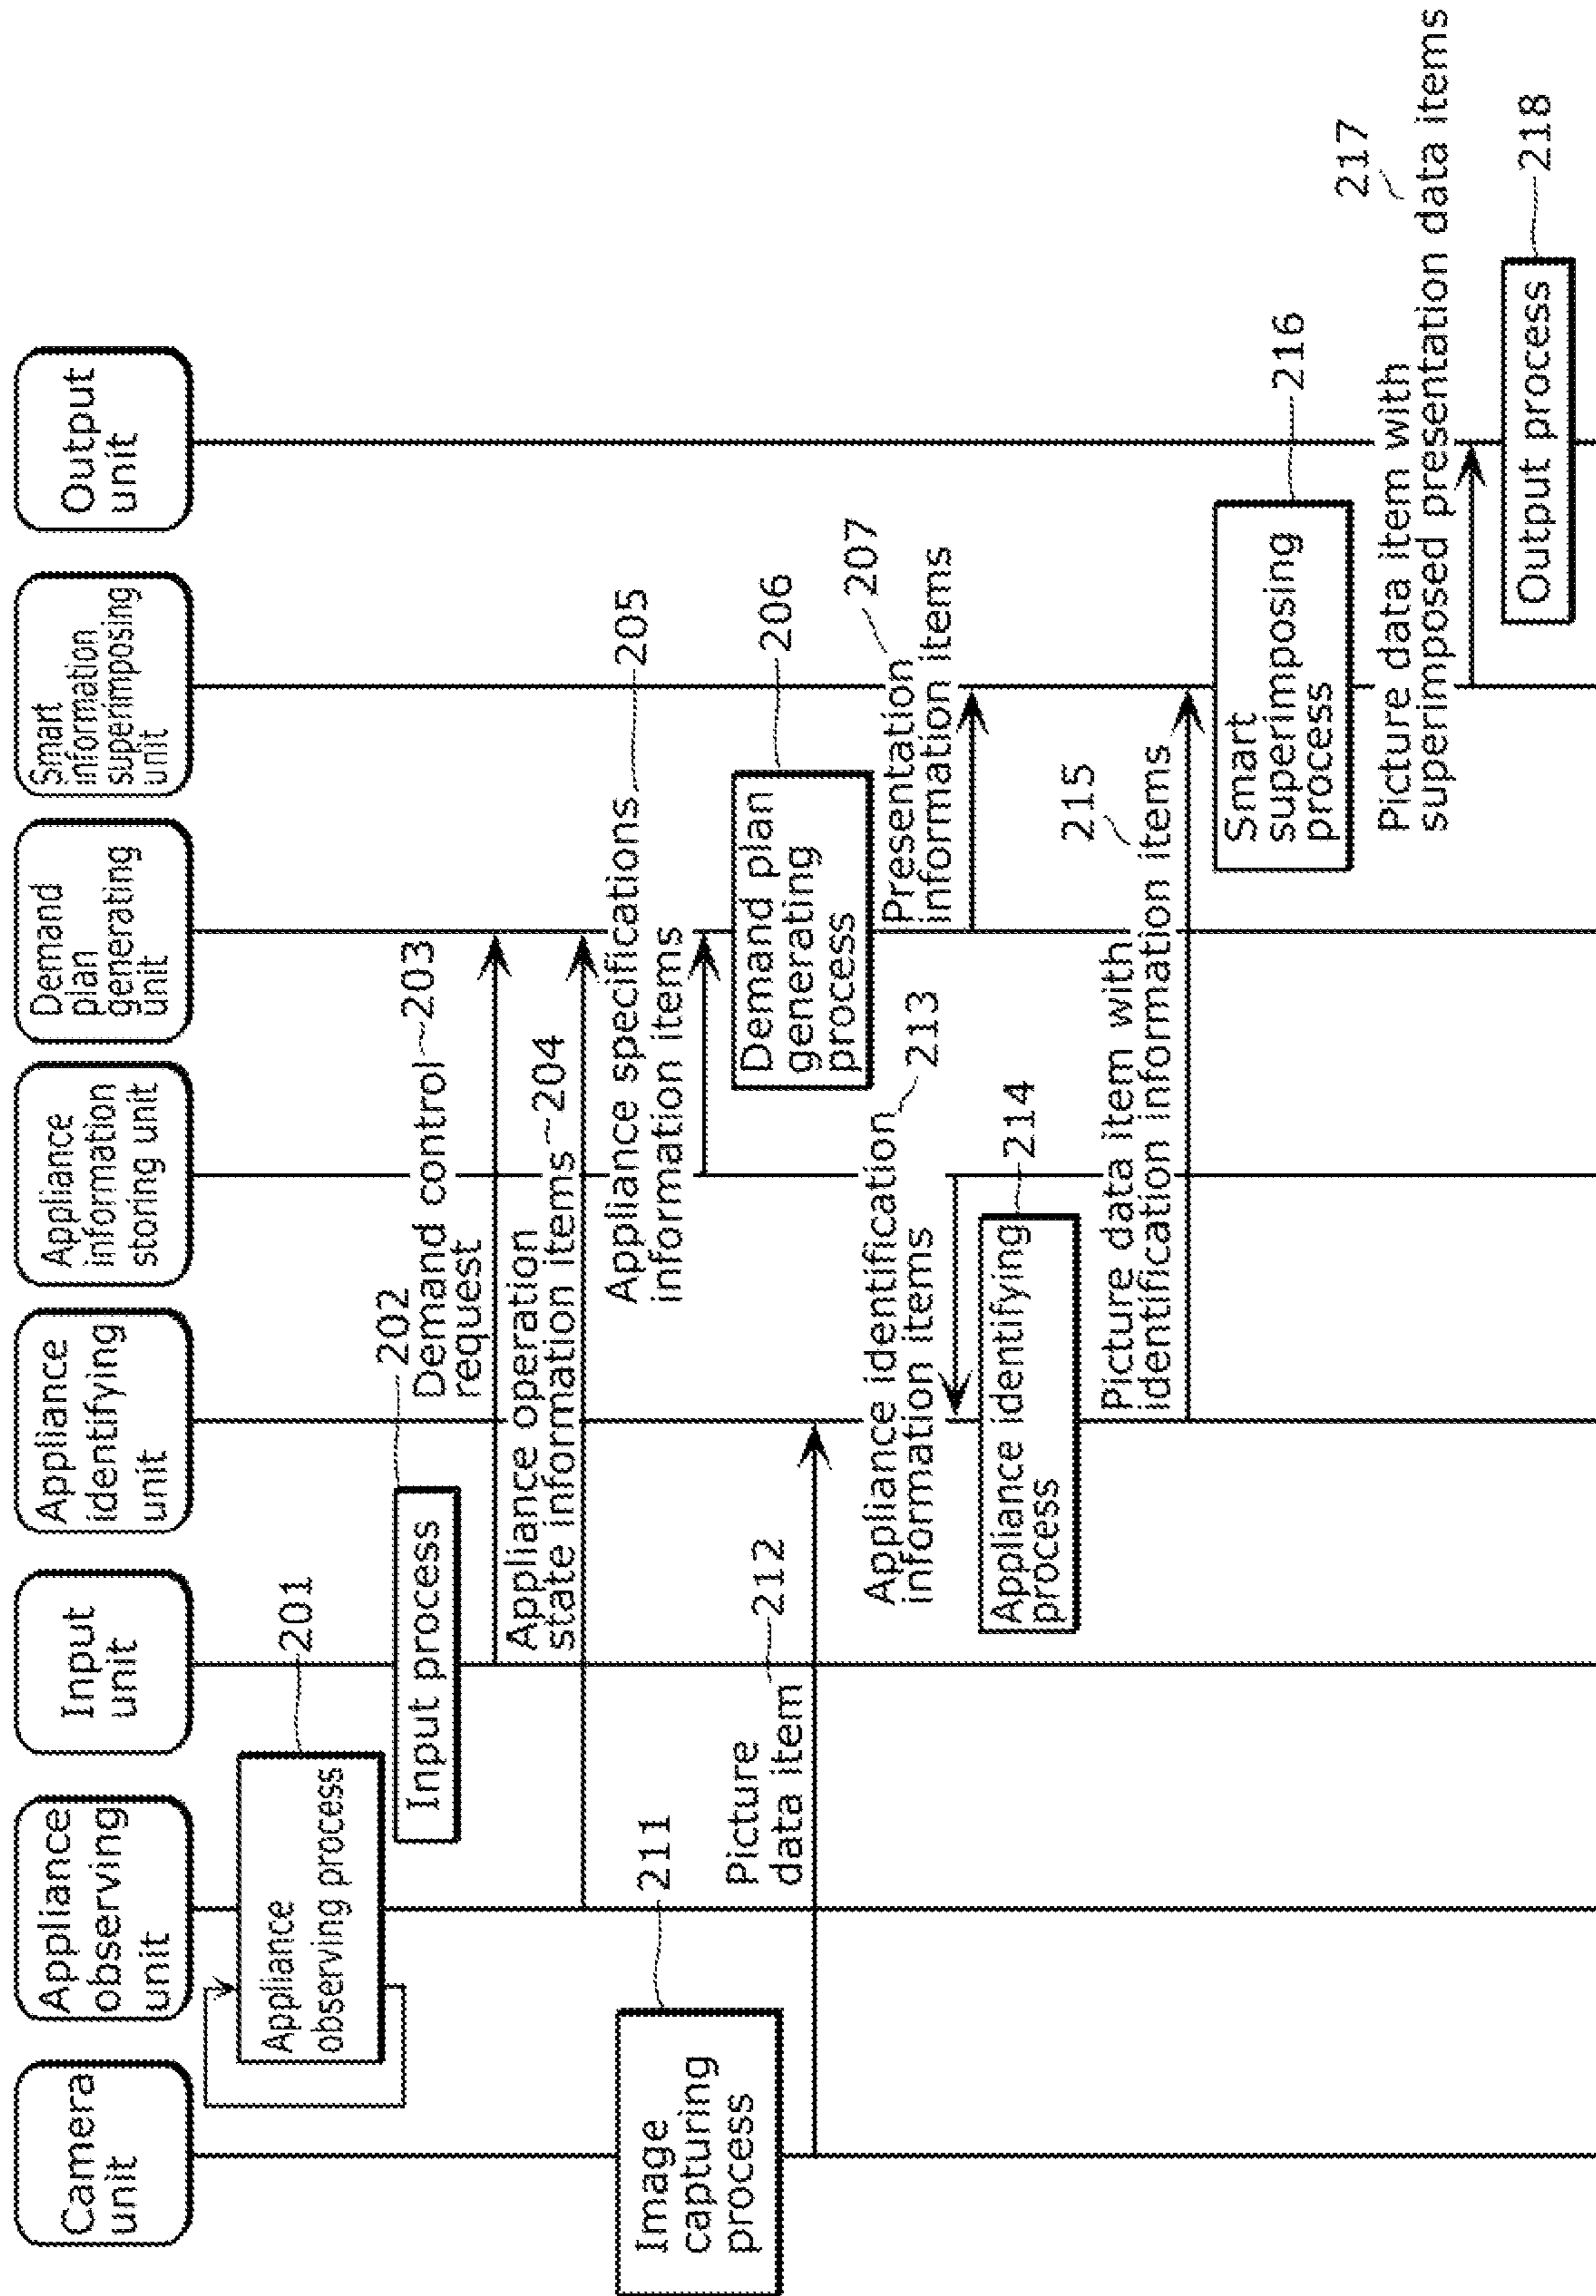 Camera
unit
Appliance
observing
unit
Input
unit
Appliance
identifying
unit
Appliance
information
storing unit
Demand
plan
generating
unit
Smart
information
superimposing
unit
Output
unit
Appliance
observing process
201
Input process
202
Demand control
request
203
Appliance operation
state information items
204
Appliance specifications
information items
205
Image
capturing
process
211
Demand plan
generating
process
206
Picture
data item
212
Presentation
information items
207
Appliance identification
information items
213
Appliance identifying
process
214
Picture data item with
identification information items
215
Smart
superimposing
process
216
Picture data item with
superimposed presentation data items
217
Output process
218